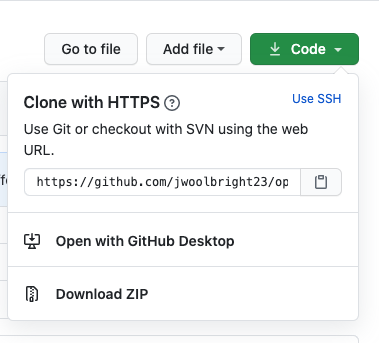 Go to file Add file Code
Clone with HTTPS Use SSH
Use Git or checkout with SVN using the web
URL.
https://github.com/jwoolbright23/op
Open with GitHub Desktop
Download ZIP